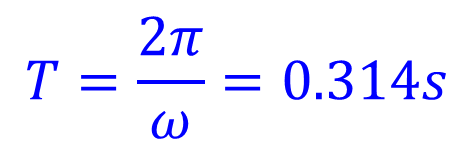 T = 2π/ω = 0.314s